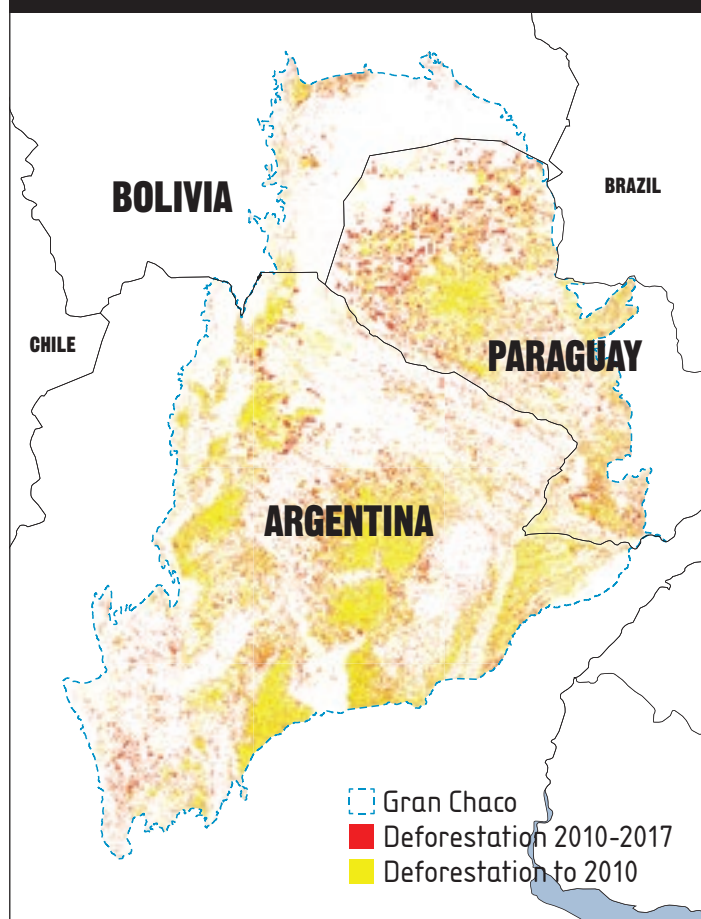 BOLIVIA
BRAZIL
CHILE
PARAGUAY
ARGENTINA
Gran Chaco
Deforestation 2010-2017
Deforestation to 2010